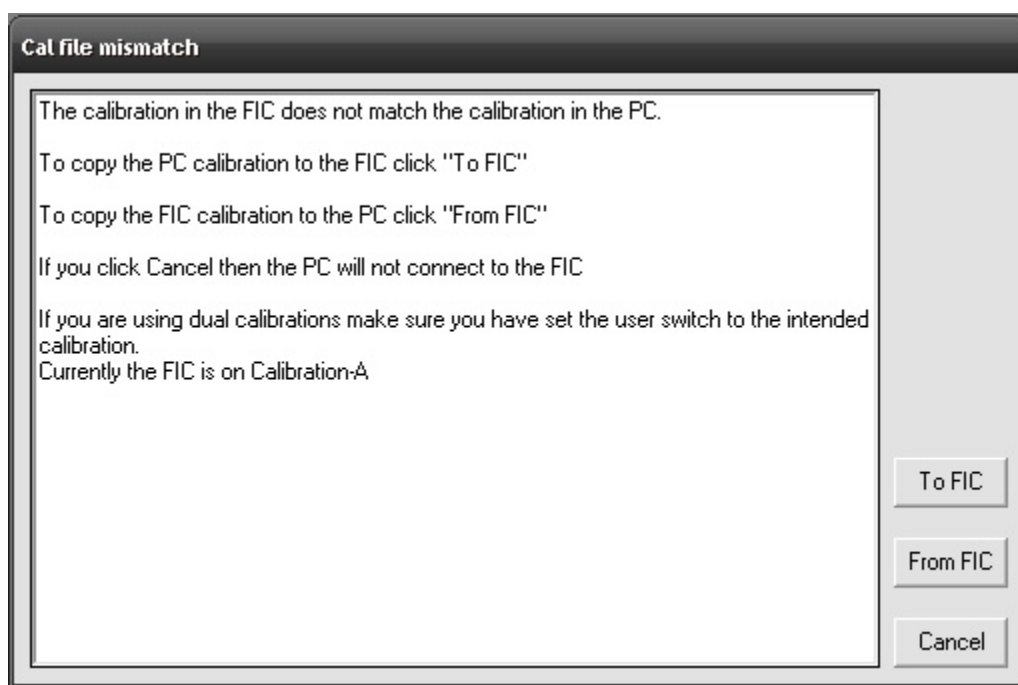 Cal file mismatch
The calibration in the FIC does not match the calibration in the PC.
To copy the PC calibration to the FIC click "To FIC"
To copy the FIC calibration to the PC click "From FIC"
If you click Cancel then the PC will not connect to the FIC
If you are using dual calibrations make sure you have set the user switch to the intended
calibration.
Currently the FIC is on Calibration-A
To FIC
From FIC
Cancel